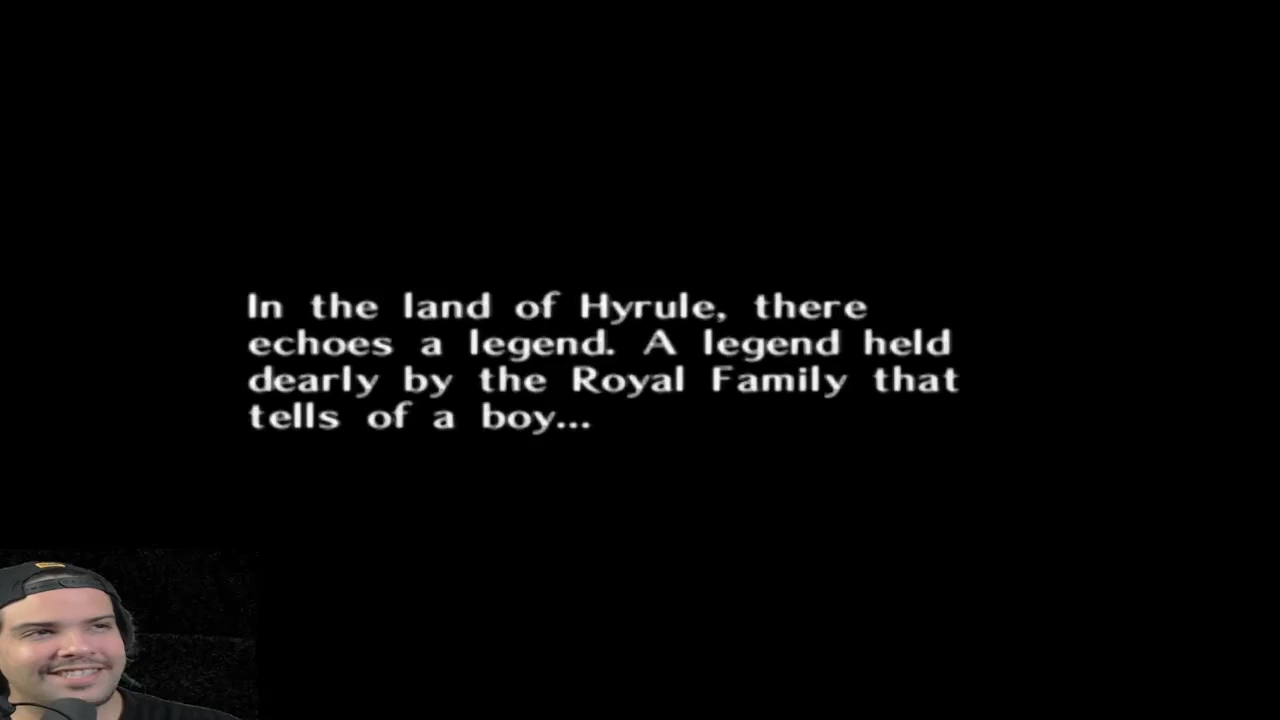 In the land of Hyrule, there
echoes a legend. A legend held
dearly by the Royal Family that
tells of a boy...